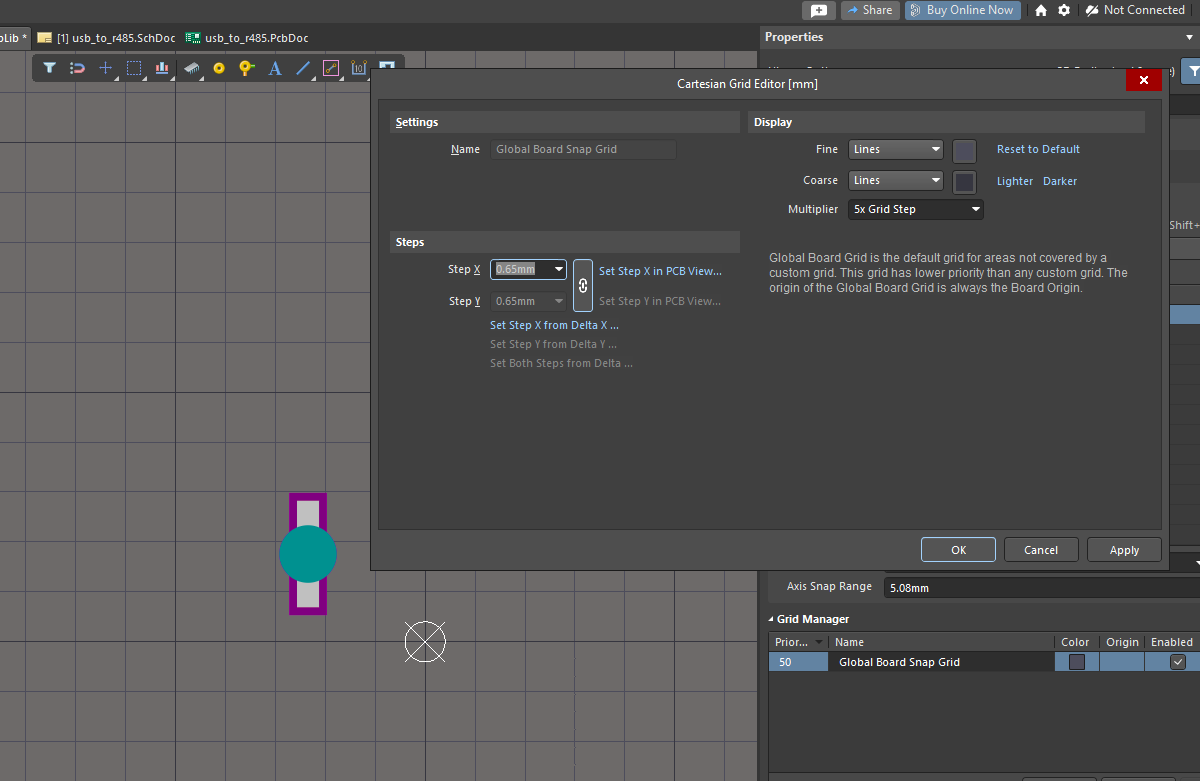 Share
Buy Online Now
Not Connected
Lib *
[1] usb_to_r485.SchDoc
usb_to_r485.PcbDoc
Properties
A
10
Cartesian Grid Editor [mm]
Settings
Name
Global Board Snap Grid
Display
Fine
Lines
Reset to Default
Coarse
Lines
Lighter
Darker
Multiplier
5x Grid Step
Shift+
Steps
Step X
0.65mm
Set Step X in PCB View...
Step Y
0.65mm
Set Step Y in PCB View...
Set Step X from Delta X ...
Set Step Y from Delta Y ...
Set Both Steps from Delta ...
Global Board Grid is the default grid for areas not covered by a
custom grid. This grid has lower priority than any custom grid. The
origin of the Global Board Grid is always the Board Origin.
OK
Cancel
Apply
Axis Snap Range
5.08mm
Grid Manager
Prior...
Name
Color
Origin
Enabled
50
Global Board Snap Grid